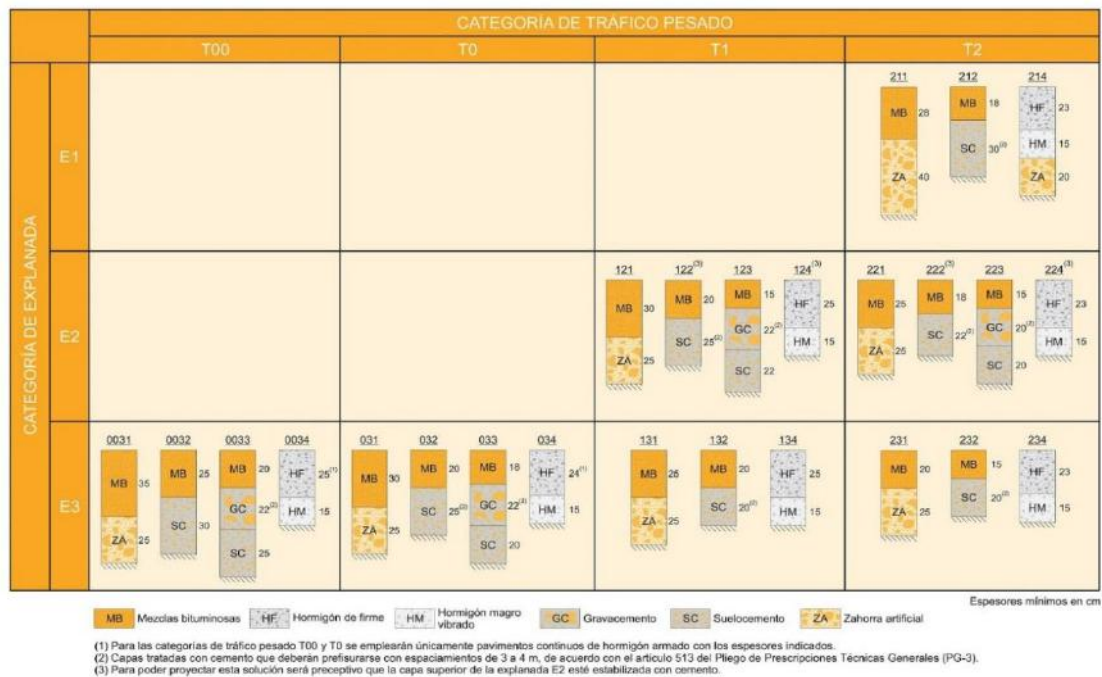 CATEGORÍA DE TRÁFICO PESADO
T00 T0 T1 T2
CATEGORÍA DE EXPLANADA
E1
211 212 214
MB 28 MB 18 HF 23
SC 30(2) HM 15
ZA 40 ZA 20
E2
121 122(3) 123 124(3) 221 222(3) 223 224(3)
MB 30 MB 20 MB 15 HF 25 MB 25 MB 18 MB 15 HF 23
ZA 25 SC 25(2) GC 22(2) HM 15 ZA 25 SC 22(2) GC 20(2) HM 15
SC 22 SC 20
E3
0031 0032 0033 0034 031 032 033 034 131 132 134 231 232 234
MB 35 MB 25 MB 20 HF 25(1) MB 30 MB 20 MB 18 HF 24(1) MB 25 MB 20 HF 25 MB 20 MB 15 HF 23
ZA 25 SC 30 GC 22(2) HM 15 ZA 25 SC 25(2) GC 22(2) HM 15 ZA 25 SC 20(2) HM 15 ZA 25 SC 20(2) HM 15
SC 25 SC 20
Espesores mínimos en cm
MB Mezclas bituminosas HF Hormigón de firme HM Hormigón magro vibrado GC Gravacemento SC Suelocemento ZA Zahorra artificial
(1) Para las categorías de tráfico pesado T00 y T0 se emplearán únicamente pavimentos continuos de hormigón armado con los espesores indicados.
(2) Capas tratadas con cemento que deberán prefisurarse con espaciamientos de 3 a 4 m, de acuerdo con el artículo 513 del Pliego de Prescripciones Técnicas Generales (PG-3).
(3) Para poder proyectar esta solución será preceptivo que la capa superior de la explanada E2 esté estabilizada con cemento.